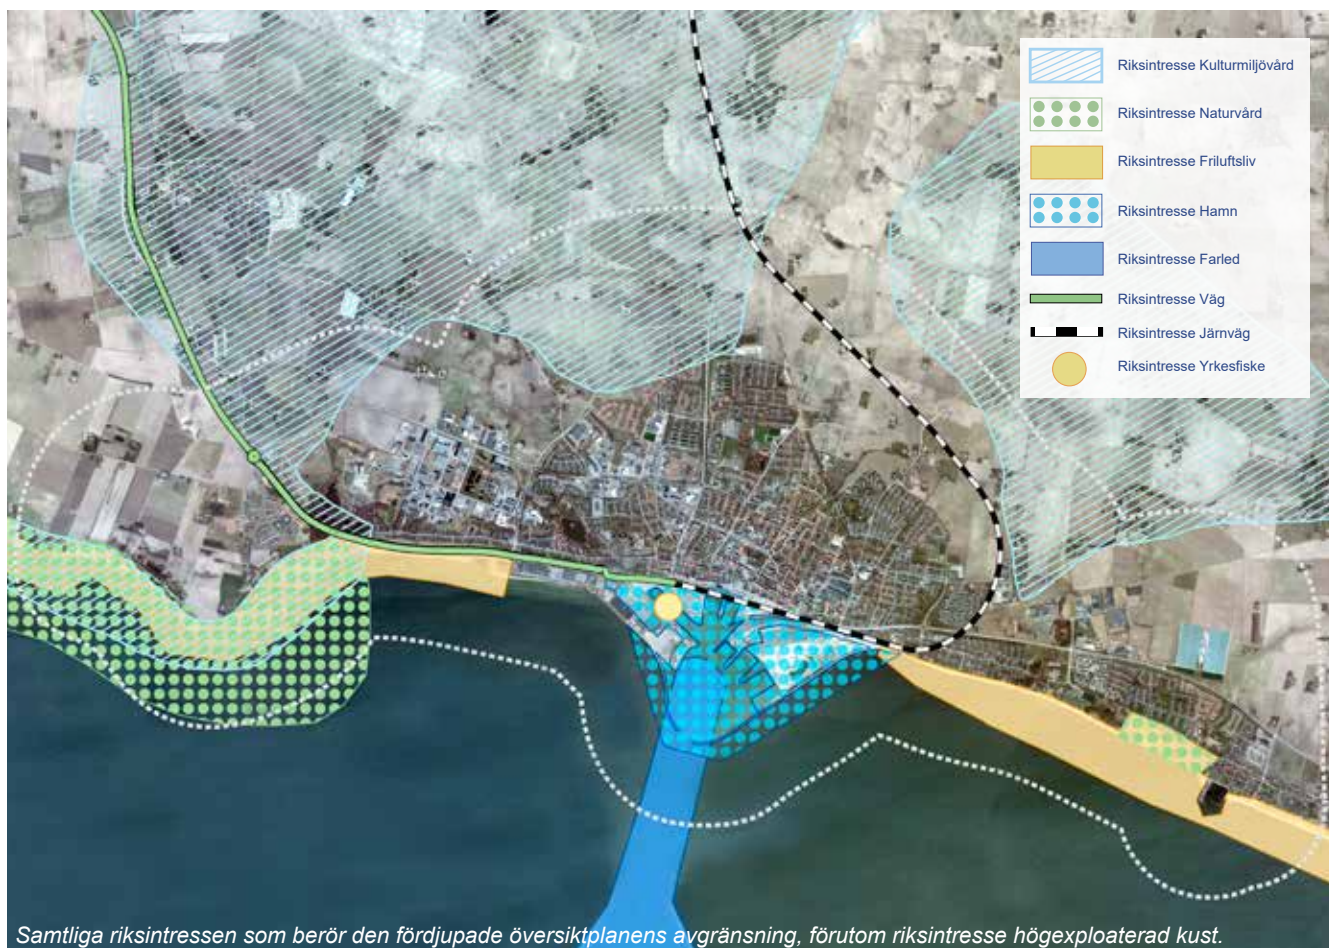 Riksintresse Kulturmiljövård
Riksintresse Naturvård
Riksintresse Friluftsliv
Riksintresse Hamn
Riksintresse Farled
Riksintresse Väg
Riksintresse Järnväg
Riksintresse Yrkesfiske
Samtliga riksintressen som berör den fördjupade översiktplanens avgränsning, förutom riksintresse högexploaterad kust.